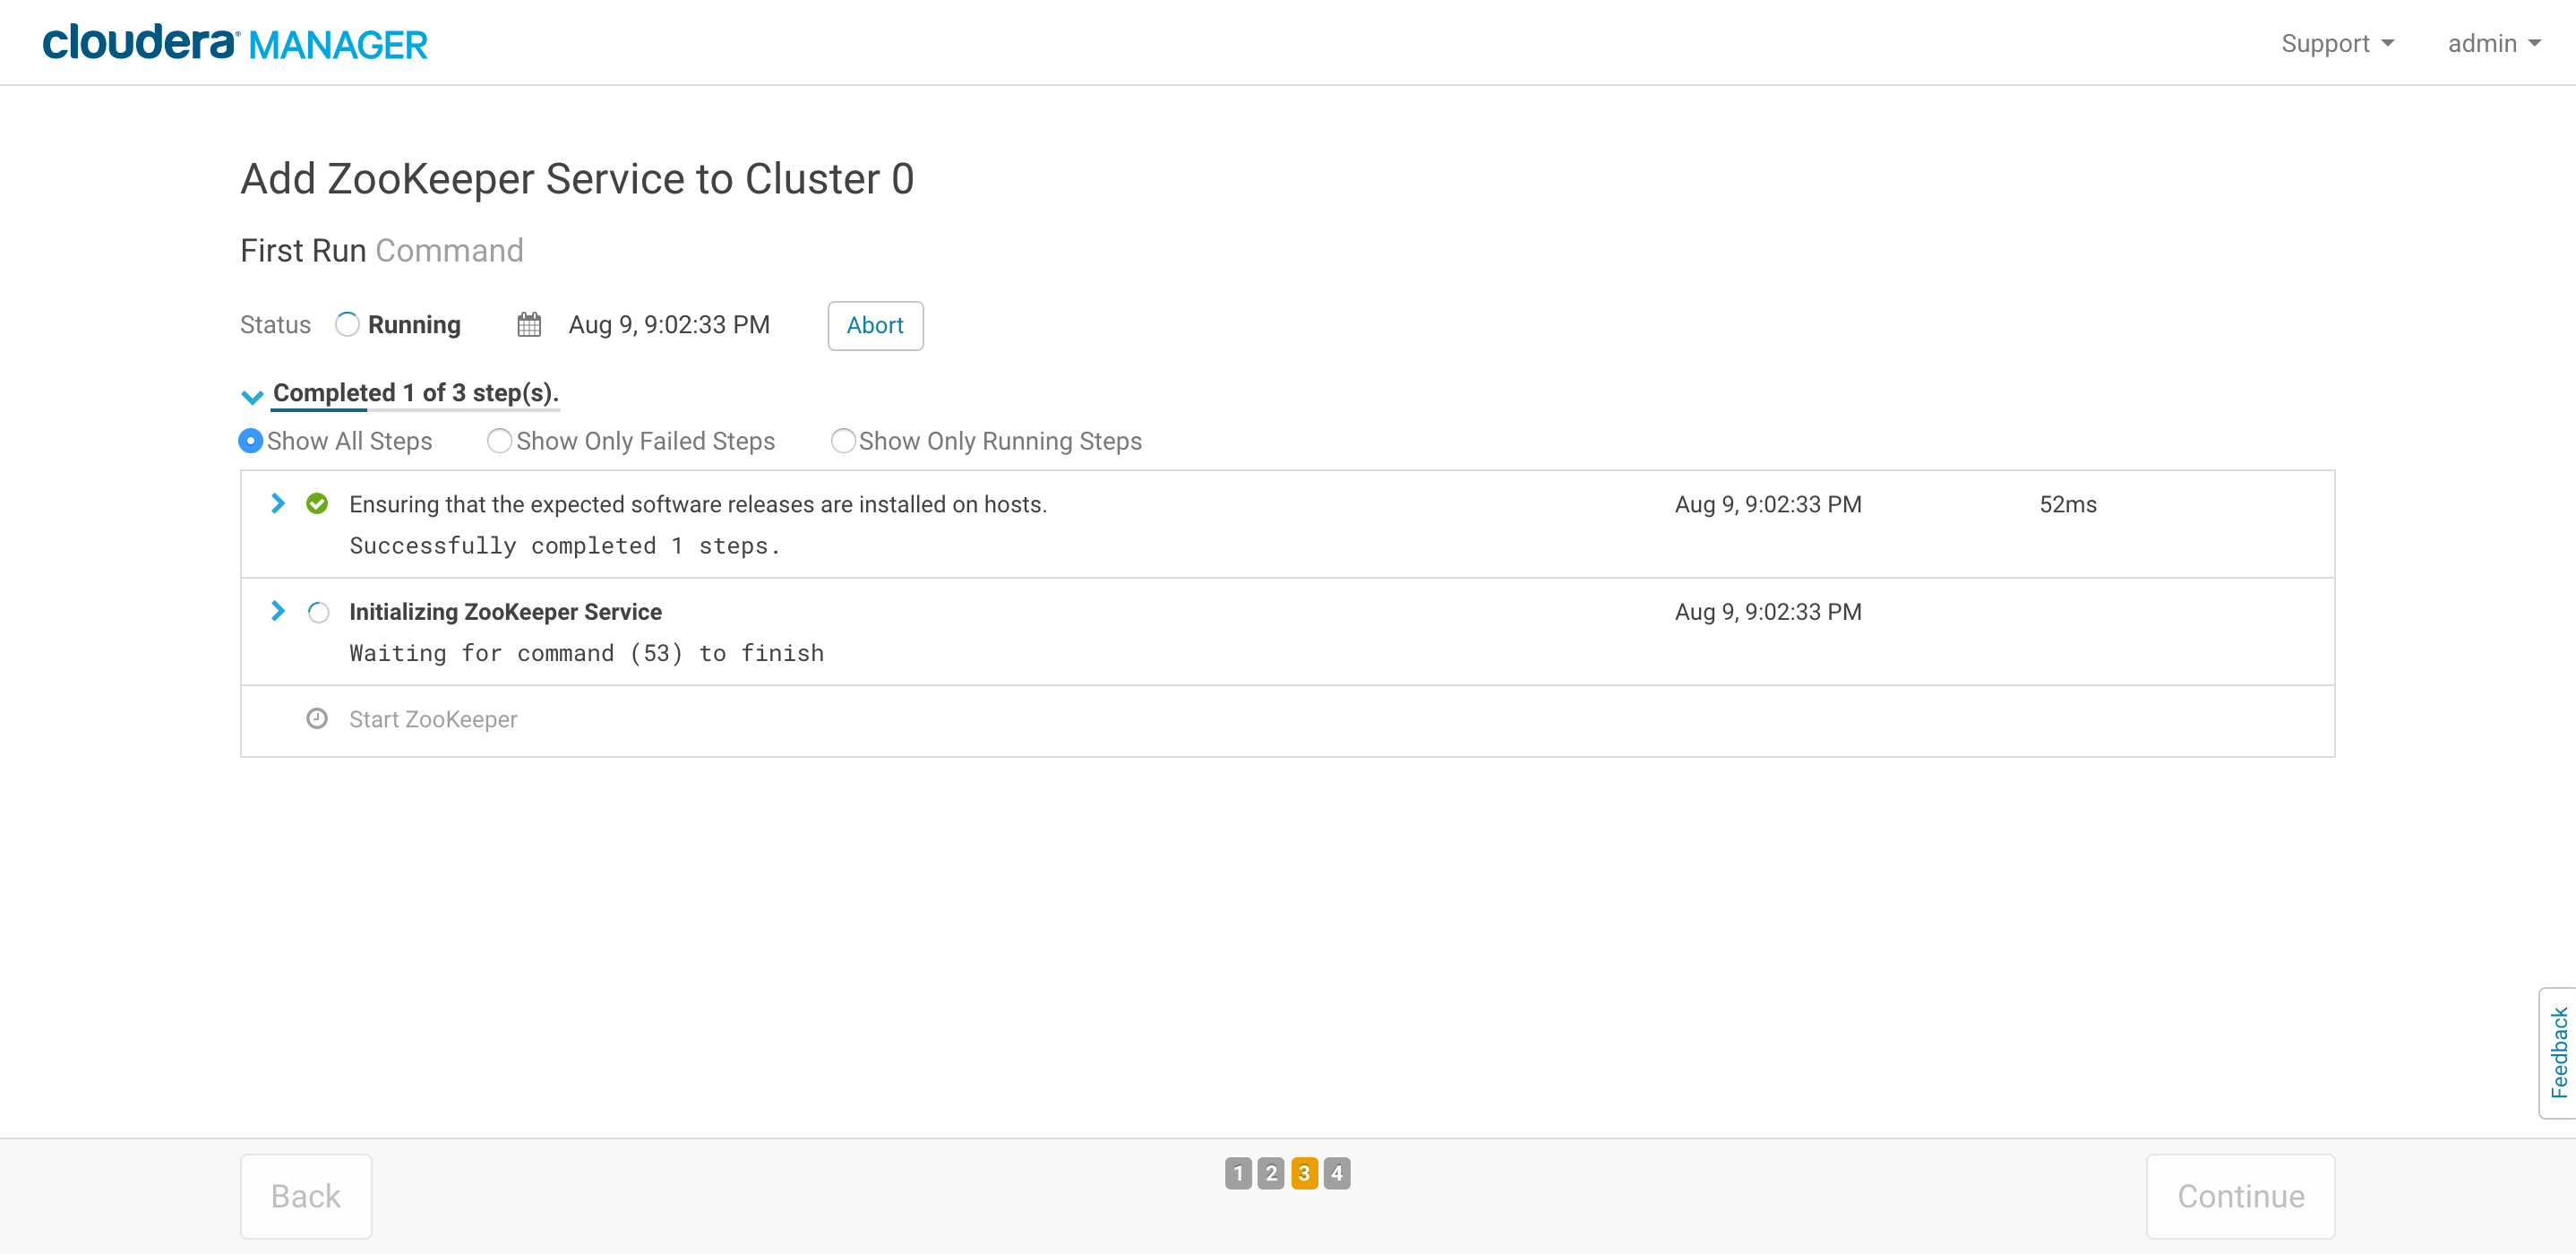 cloudera MANAGER
Support admin
Add ZooKeeper Service to Cluster 0
First Run Command
Status Running Aug 9, 9:02:33 PM Abort
Completed 1 of 3 step(s).
Show All Steps Show Only Failed Steps Show Only Running Steps
Ensuring that the expected software releases are installed on hosts. Aug 9, 9:02:33 PM 52ms
Successfully completed 1 steps.
Initializing ZooKeeper Service Aug 9, 9:02:33 PM
Waiting for command (53) to finish
Start ZooKeeper
Feedback
Back 1 2 3 4 Continue